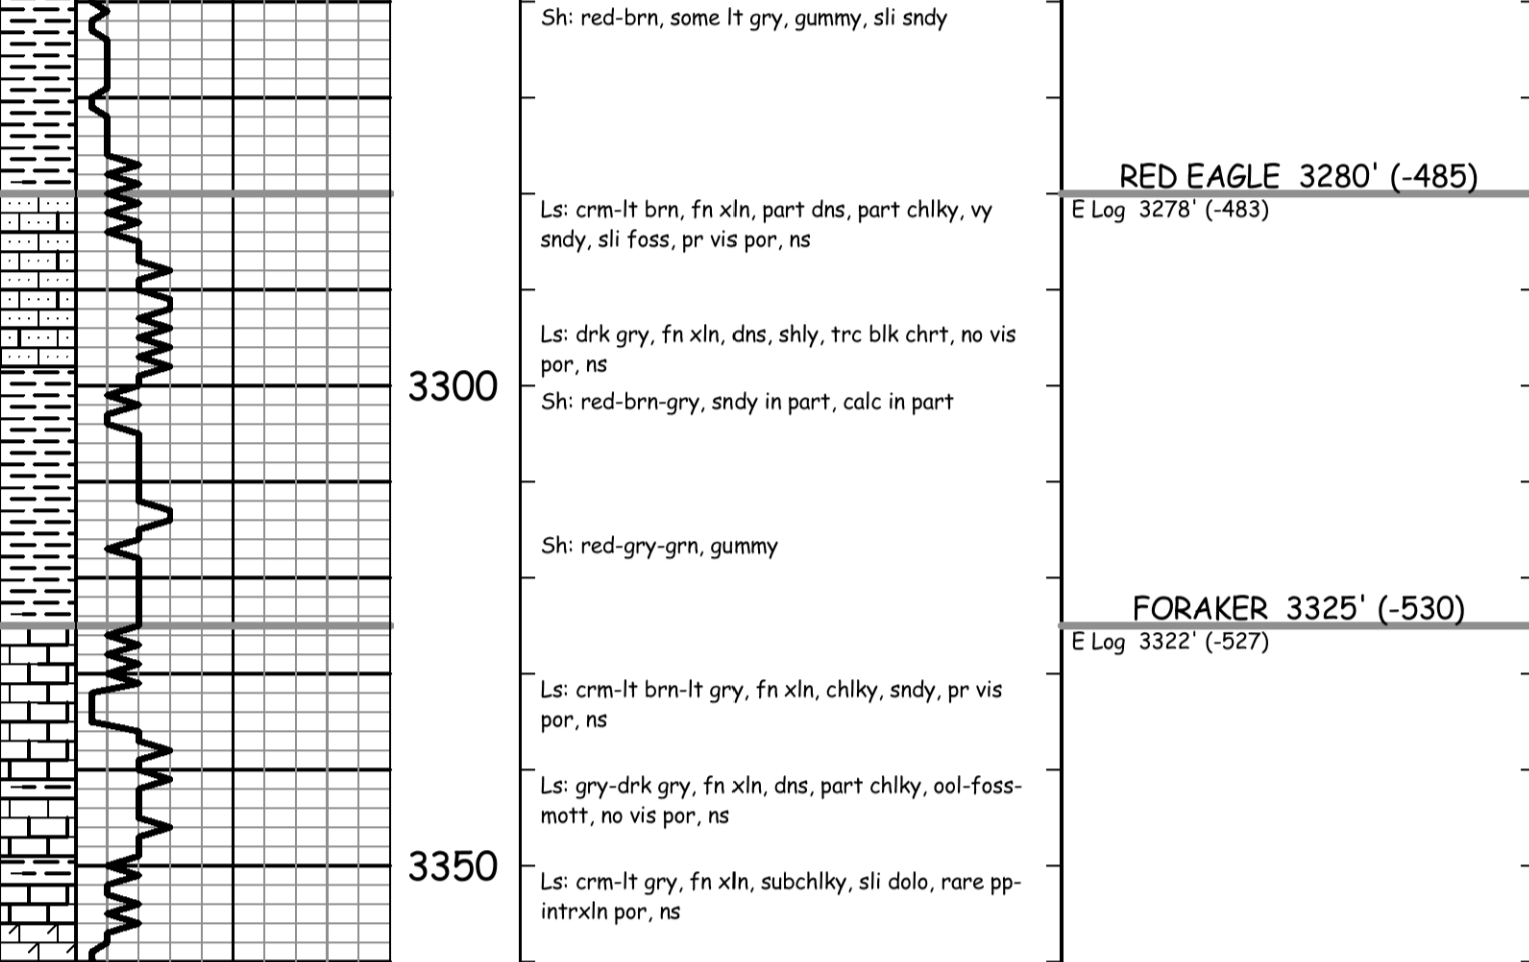 Sh: red-brn, some lt gry, gummy, sli sndy
RED EAGLE 3280' (-485)
E Log 3278' (-483)
Ls: crm-lt brn, fn xln, part dns, part chlky, vy
sndy, sli foss, pr vis por, ns
Ls: drk gry, fn xln, dns, shly, trc blk chrt, no vis
por, ns
3300
Sh: red-brn-gry, sndy in part, calc in part
Sh: red-gry-grn, gummy
FORAKER 3325' (-530)
E Log 3322' (-527)
Ls: crm-lt brn-lt gry, fn xln, chlky, sndy, pr vis
por, ns
Ls: gry-drk gry, fn xln, dns, part chlky, ool-foss-
mott, no vis por, ns
3350
Ls: crm-lt gry, fn xln, subchlky, sli dolo, rare pp-
intrxln por, ns